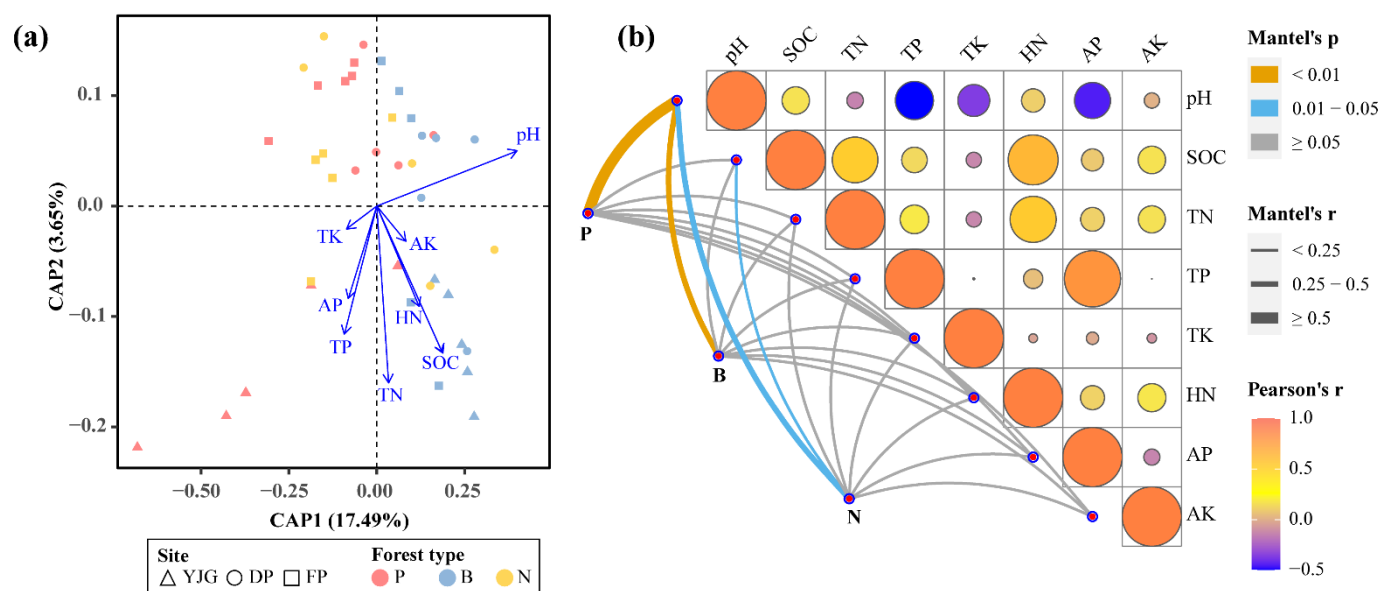 (a)
CAP2 (3.65%)
0.1
0.0
−0.1
−0.2
pH
TK
AK
AP
HN
TP
SOC
TN
−0.50
−0.25
0.00
0.25
CAP1 (17.49%)
Site
YJG
DP
FP
Forest type
P
B
N
(b)
pH
SOC
TN
TP
TK
HN
AP
AK
pH
SOC
TN
TP
TK
HN
AP
AK
P
B
N
Mantel's p
< 0.01
0.01 − 0.05
≥ 0.05
Mantel's r
< 0.25
0.25 − 0.5
≥ 0.5
Pearson's r
1.0
0.5
0.0
−0.5